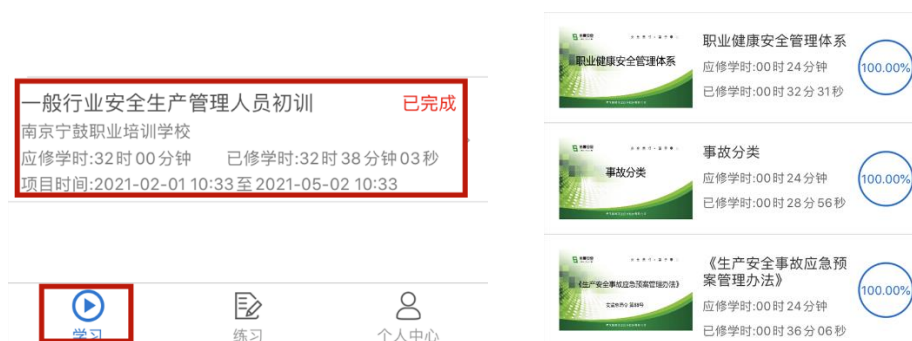 一般行业安全生产管理人员初训
已完成
南京宁鼓职业培训学校
应修学时:32时00分钟 已修学时:32时38分钟03秒
项目时间:2021-02-01 10:33至2021-05-02 10:33
学习
练习
个人中心
职业健康安全管理体系
职业健康安全管理体系
应修学时:00时24分钟
已修学时:00时32分31秒
100.00%
事故分类
事故分类
应修学时:00时24分钟
已修学时:00时28分56秒
100.00%
《生产安全事故应急预案管理办法》
《生产安全事故应急预
案管理办法》
应修学时:00时24分钟
已修学时:00时36分06秒
100.00%